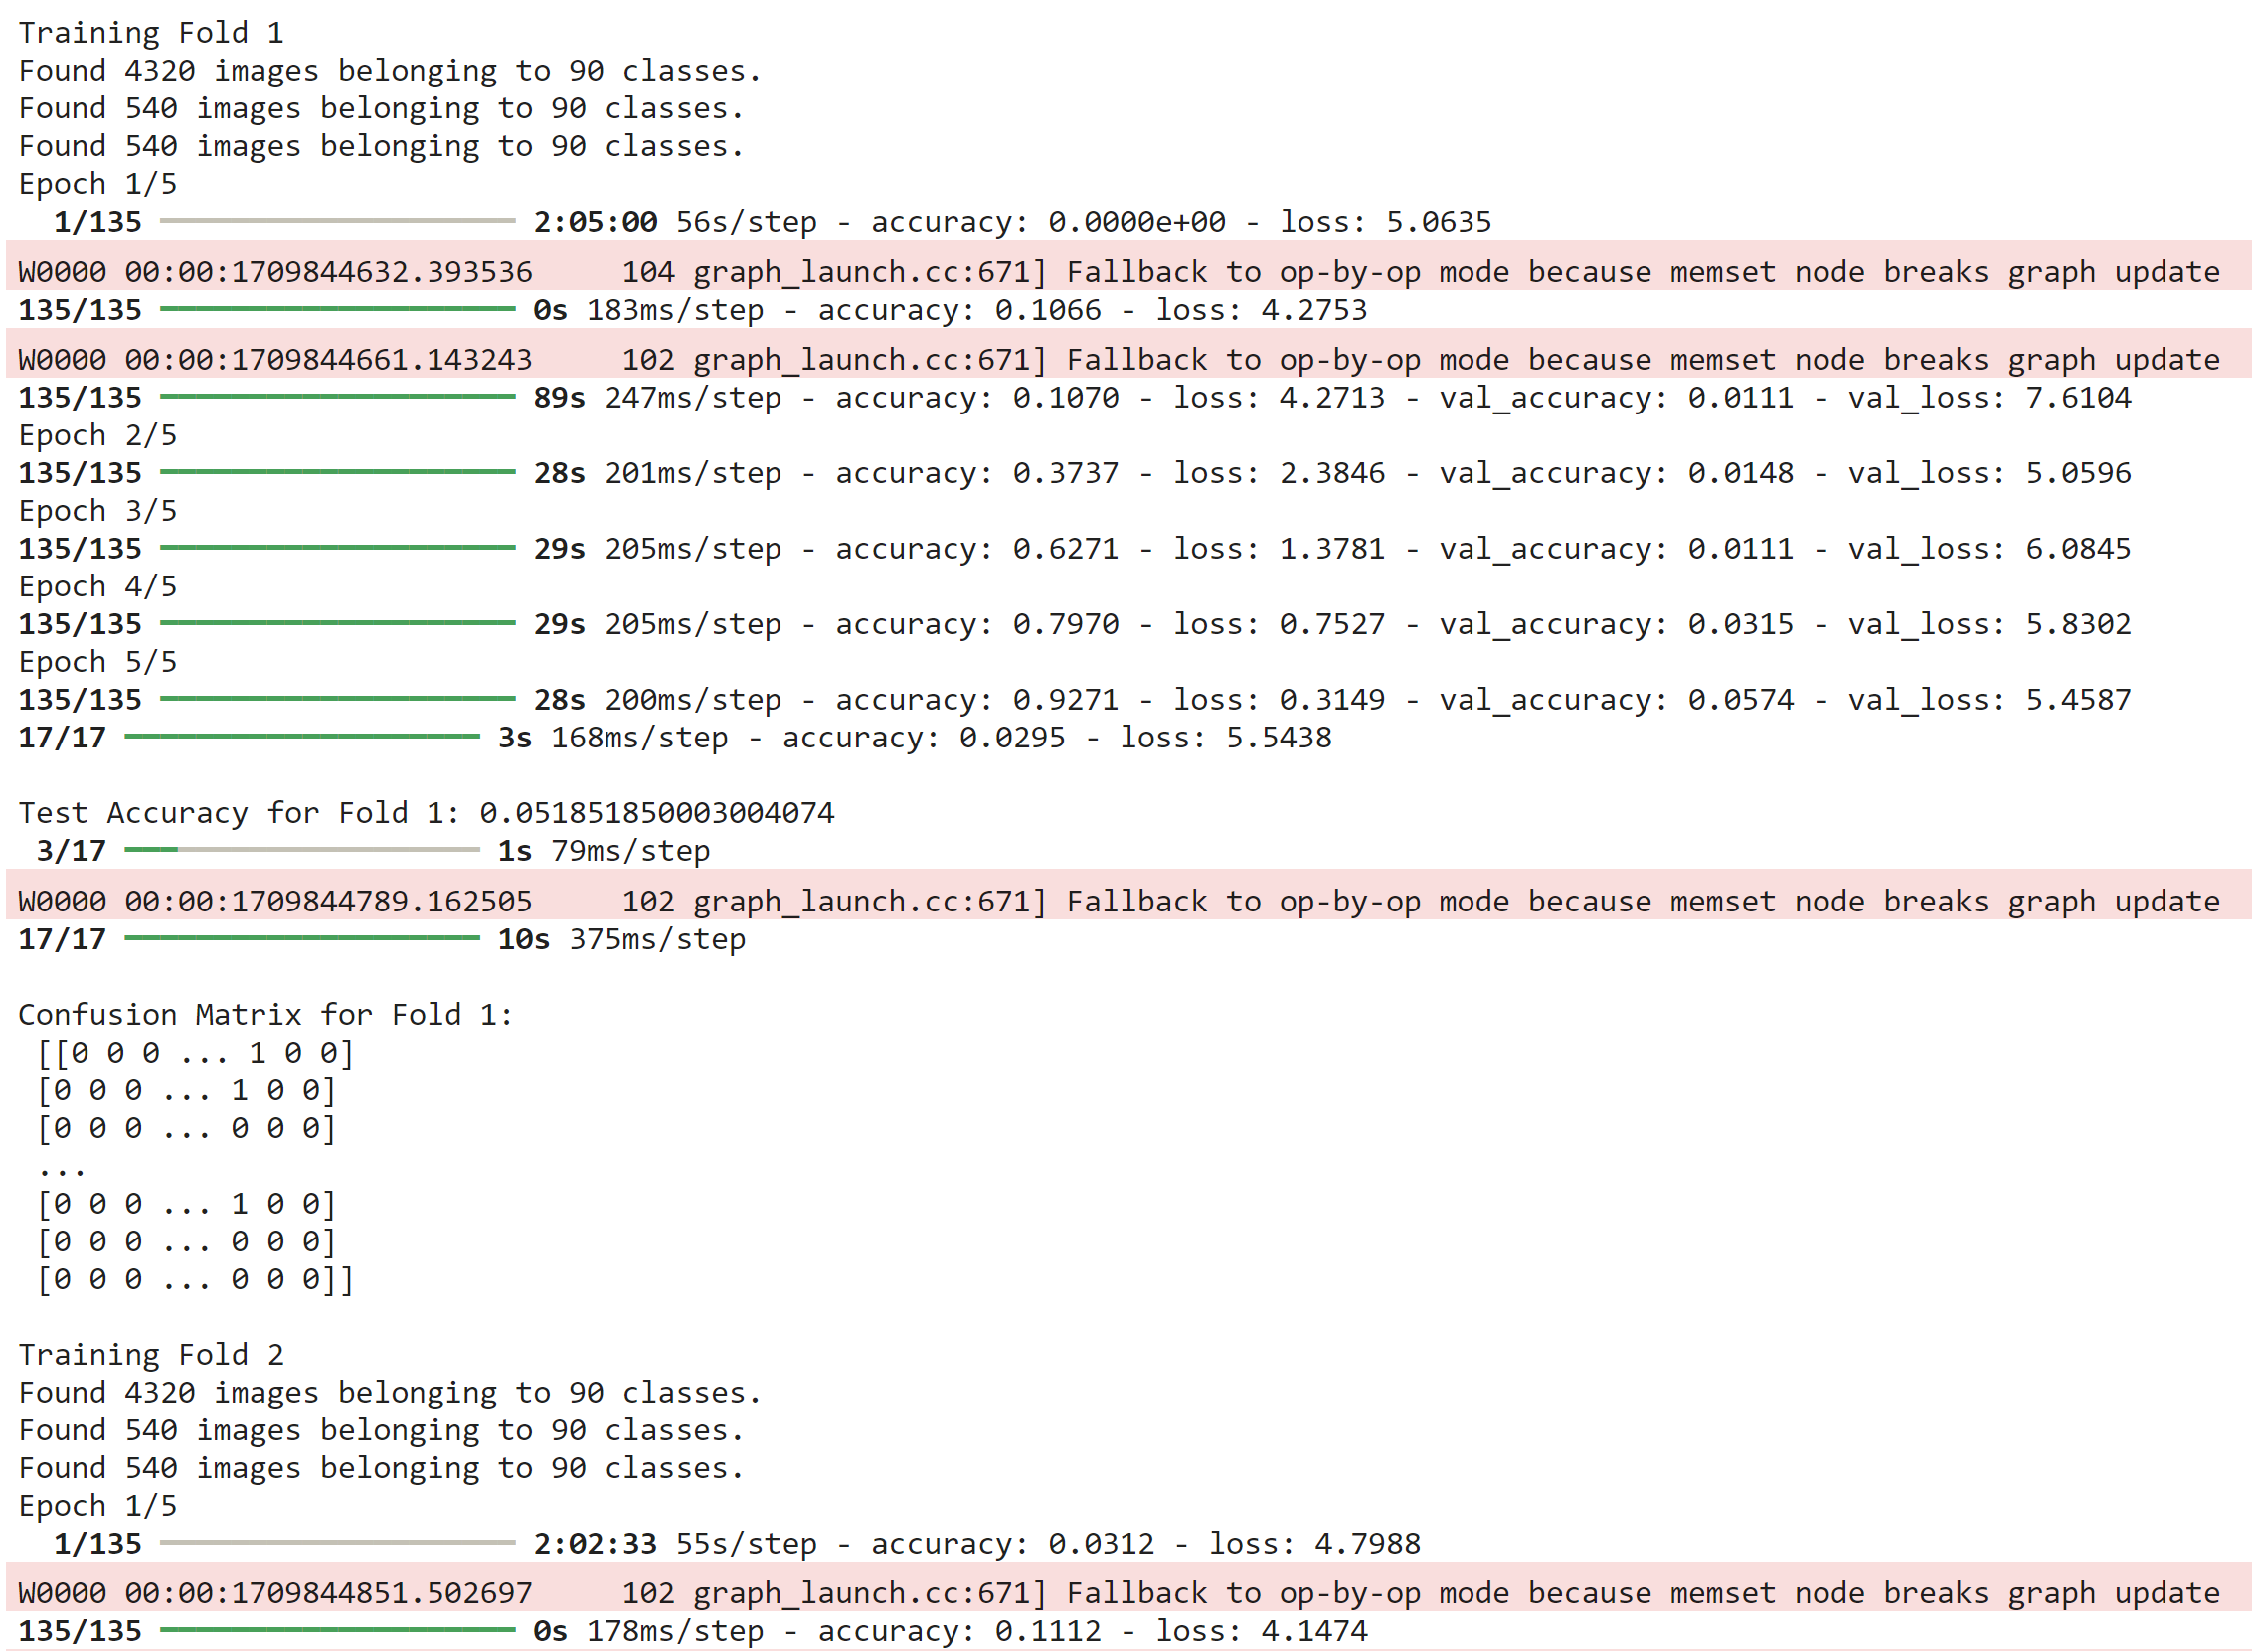 Training Fold 1
Found 4320 images belonging to 90 classes.
Found 540 images belonging to 90 classes.
Found 540 images belonging to 90 classes.
Epoch 1/5
1/135 2:05:00 56s/step - accuracy: 0.0000e+00 - loss: 5.0635
W0000 00:00:1709844632.393536     104 graph_launch.cc:671] Fallback to op-by-op mode because memset node breaks graph update
135/135 0s 183ms/step - accuracy: 0.1066 - loss: 4.2753
W0000 00:00:1709844661.143243     102 graph_launch.cc:671] Fallback to op-by-op mode because memset node breaks graph update
135/135 89s 247ms/step - accuracy: 0.1070 - loss: 4.2713 - val_accuracy: 0.0111 - val_loss: 7.6104
Epoch 2/5
135/135 28s 201ms/step - accuracy: 0.3737 - loss: 2.3846 - val_accuracy: 0.0148 - val_loss: 5.0596
Epoch 3/5
135/135 29s 205ms/step - accuracy: 0.6271 - loss: 1.3781 - val_accuracy: 0.0111 - val_loss: 6.0845
Epoch 4/5
135/135 29s 205ms/step - accuracy: 0.7970 - loss: 0.7527 - val_accuracy: 0.0315 - val_loss: 5.8302
Epoch 5/5
135/135 28s 200ms/step - accuracy: 0.9271 - loss: 0.3149 - val_accuracy: 0.0574 - val_loss: 5.4587
17/17 3s 168ms/step - accuracy: 0.0295 - loss: 5.5438
Test Accuracy for Fold 1: 0.051851850003004074
3/17 1s 79ms/step
W0000 00:00:1709844789.162505     102 graph_launch.cc:671] Fallback to op-by-op mode because memset node breaks graph update
17/17 10s 375ms/step
Confusion Matrix for Fold 1:
[[0 0 0 ... 1 0 0]
[0 0 0 ... 1 0 0]
[0 0 0 ... 0 0 0]
...
[0 0 0 ... 1 0 0]
[0 0 0 ... 0 0 0]
[0 0 0 ... 0 0 0]]
Training Fold 2
Found 4320 images belonging to 90 classes.
Found 540 images belonging to 90 classes.
Found 540 images belonging to 90 classes.
Epoch 1/5
1/135 2:02:33 55s/step - accuracy: 0.0312 - loss: 4.7988
W0000 00:00:1709844851.502697     102 graph_launch.cc:671] Fallback to op-by-op mode because memset node breaks graph update
135/135 0s 178ms/step - accuracy: 0.1112 - loss: 4.1474